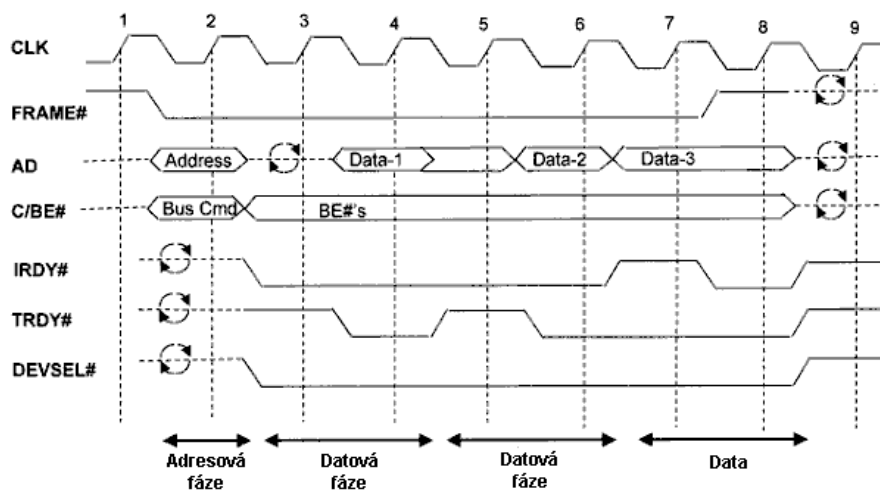 1 2 3 4 5 6 7 8 9
CLK
FRAME#
AD Address Data-1 Data-2 Data-3
C/BE# Bus Cmd BE#'s
IRDY#
TRDY#
DEVSEL#
Adresová Datová Datová Data
fáze fáze fáze